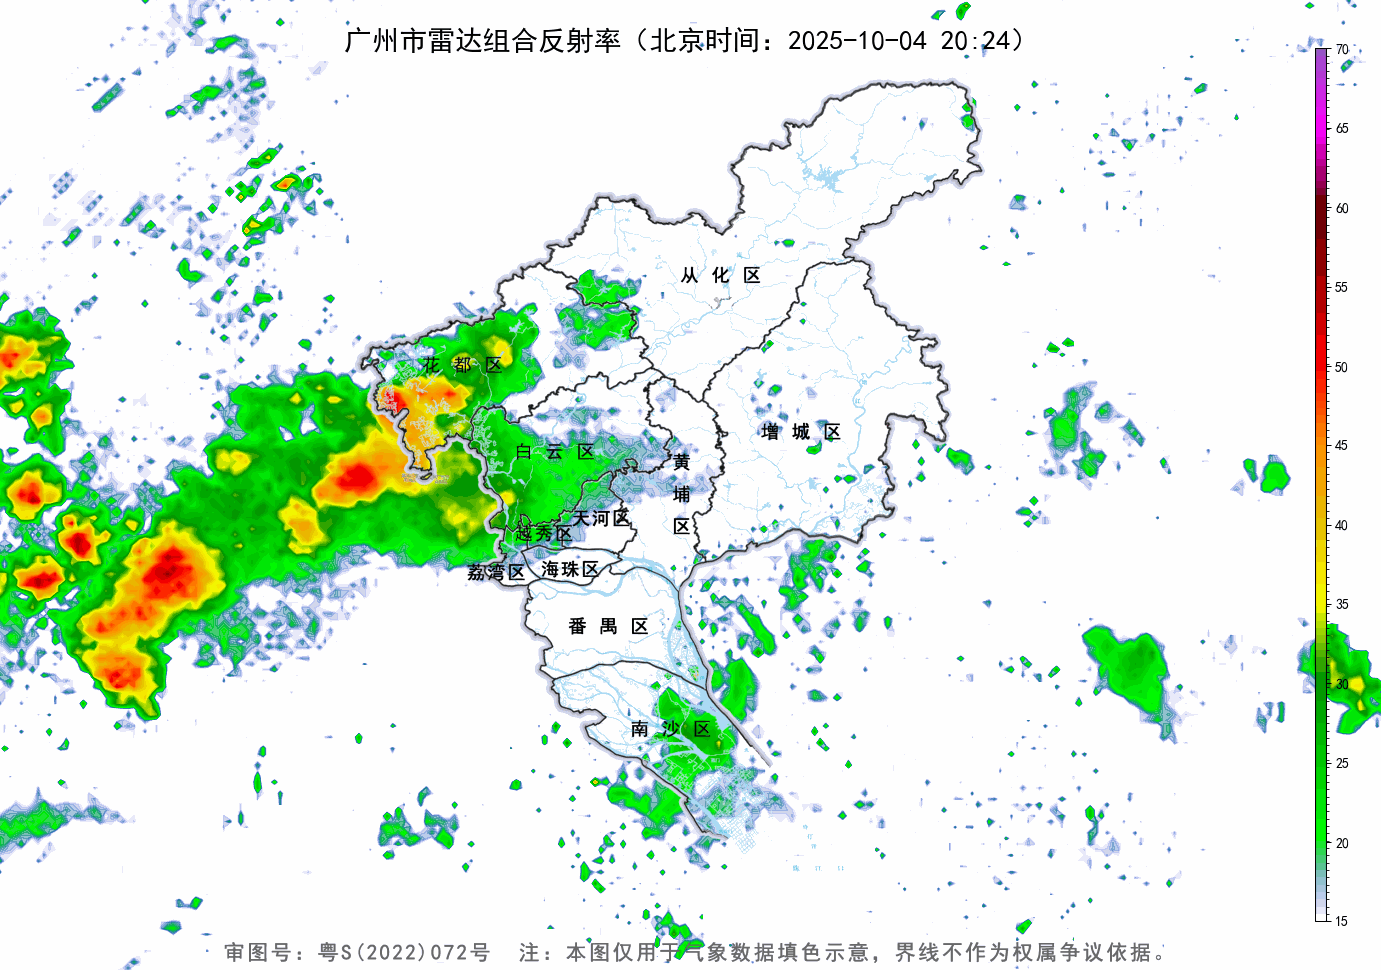 广州市雷达组合反射率（北京时间：2025-10-04 20:24）
70
65
60
55
50
45
40
35
30
25
20
15
从化区
花都区
增城区
白云区
黄埔区
天河区
越秀区
荔湾区
海珠区
番禺区
南沙区
审图号：粤S(2022)072号 注：本图仅用于气象数据填色示意，界线不作为权属争议依据。